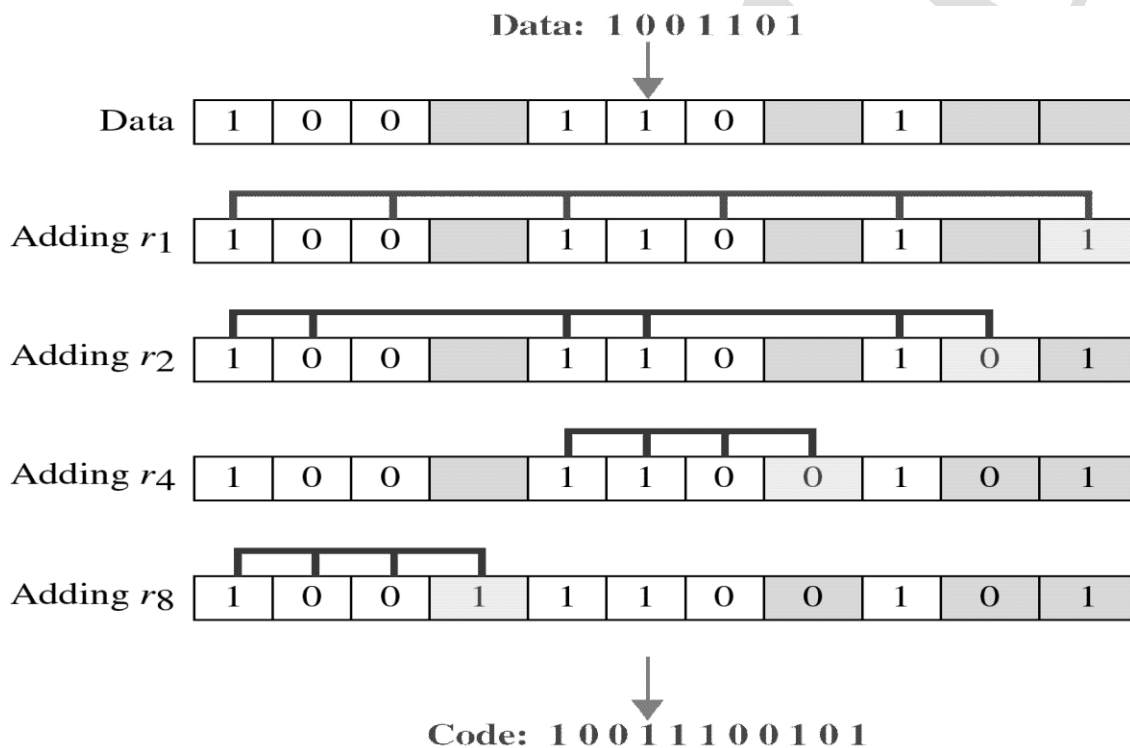 Data: 1 0 0 1 1 0 1
Data 1 0 0 1 1 0 1
Adding r1 1 0 0 1 1 0 1 1
Adding r2 1 0 0 1 1 0 1 0 1
Adding r4 1 0 0 1 1 0 0 1 0 1
Adding r8 1 0 0 1 1 1 0 0 1 0 1
Code: 1 0 0 1 1 1 0 0 1 0 1